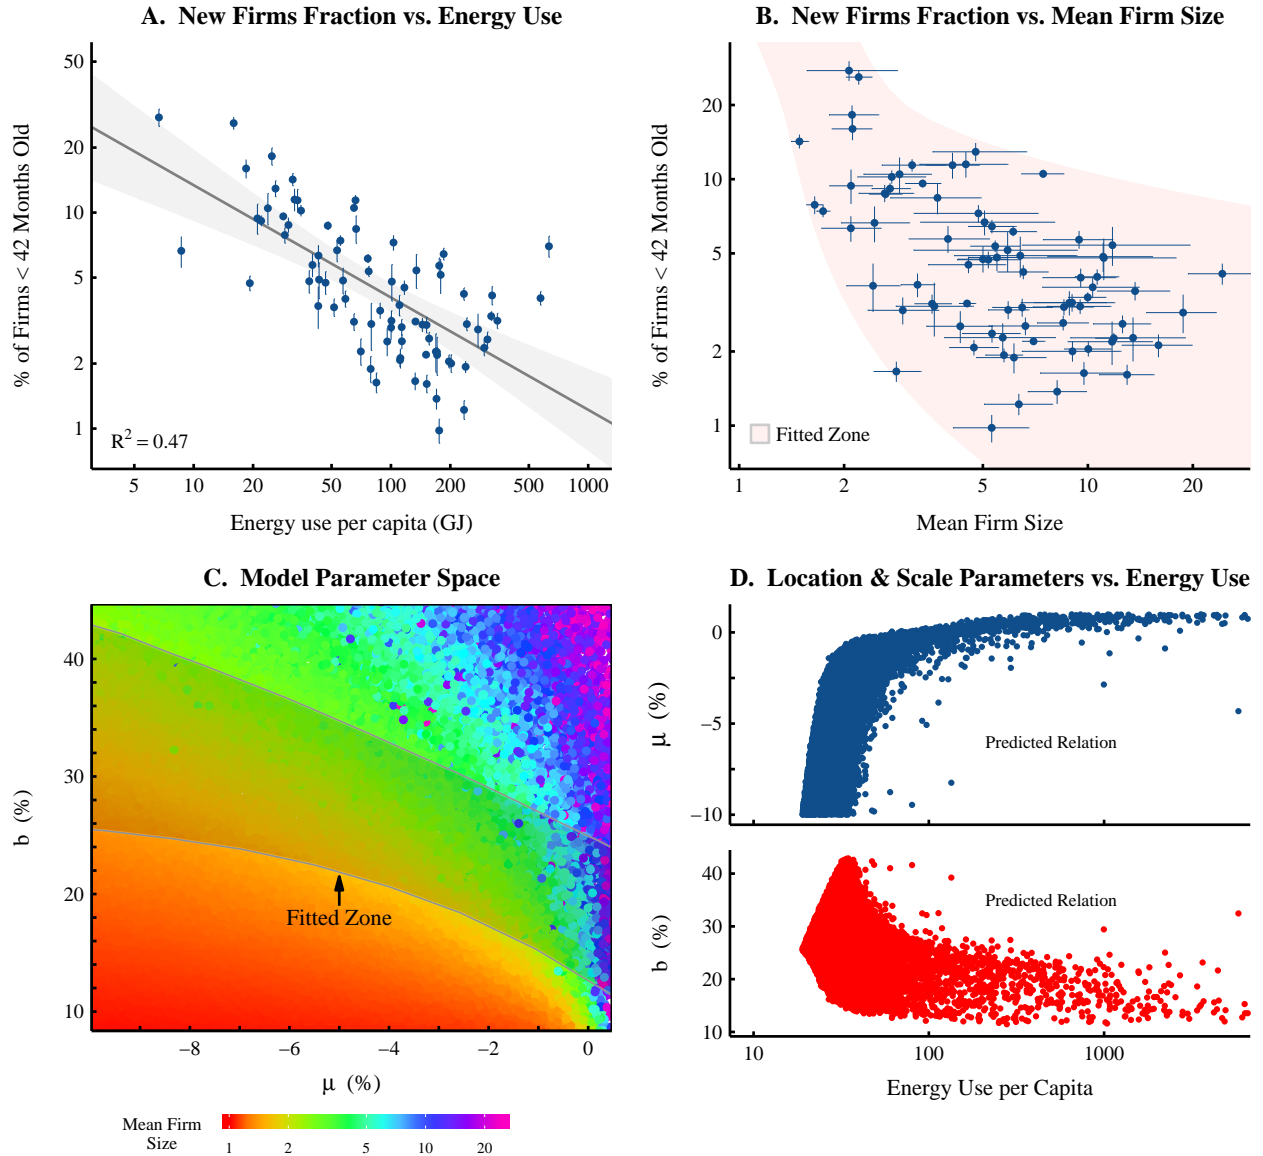 A. New Firms Fraction vs. Energy Use
% of Firms < 42 Months Old
50
20
10
5
2
1
R² = 0.47
5 10 20 50 100 200 500 1000
Energy use per capita (GJ)
B. New Firms Fraction vs. Mean Firm Size
% of Firms < 42 Months Old
20
10
5
2
1
Fitted Zone
1 2 5 10 20
Mean Firm Size
C. Model Parameter Space
b (%)
40
30
20
10
Fitted Zone
−8 −6 −4 −2 0
μ (%)
Mean Firm
Size
1 2 5 10 20
D. Location & Scale Parameters vs. Energy Use
μ (%)
0
−5
−10
Predicted Relation
b (%)
40
30
20
10
Predicted Relation
10 100 1000
Energy Use per Capita